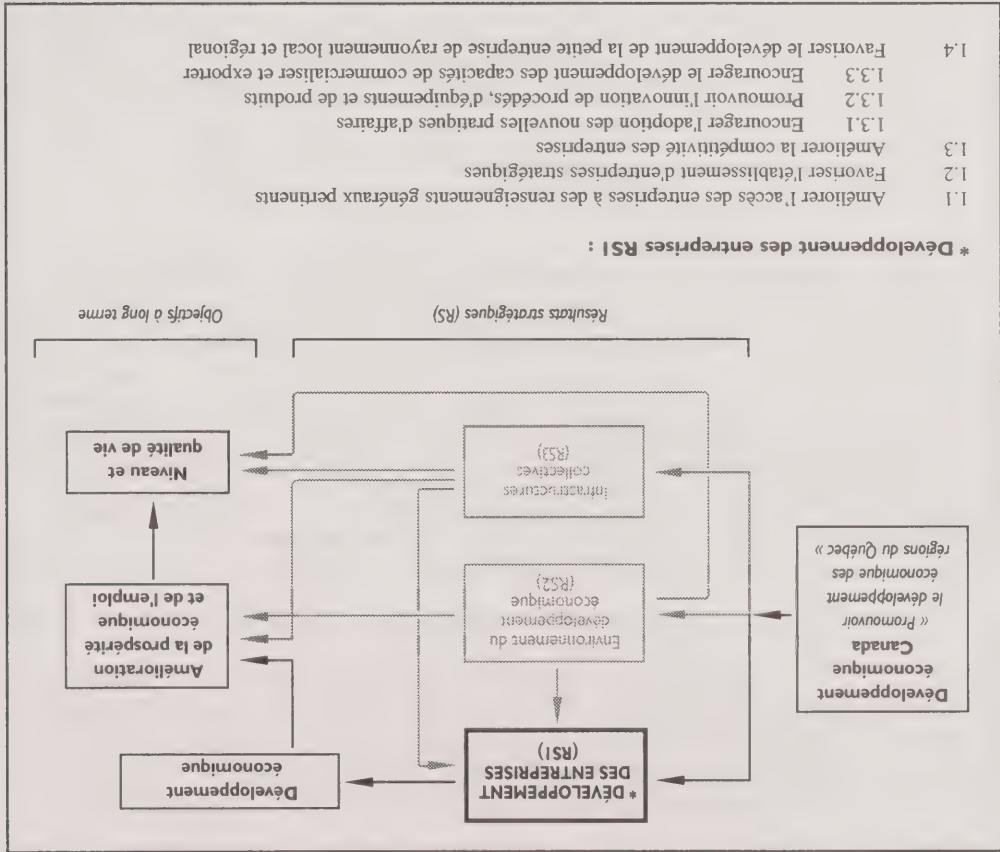 * DÉVELOPPEMENT
DES ENTREPRISES
(RS1)
Développement
économique
Développement
économique
Canada
« Promouvoir
le développement
économique des
régions du Québec »
Environnement du
développement
économique
(RS2)
Amélioration
de la prospérité
économique
et de l'emploi
Infrastructures
collectives
(RS3)
Niveau et
qualité de vie
Résultats stratégiques (RS)
Objectifs à long terme
* Développement des entreprises RS1 :
1.1 Améliorer l'accès des entreprises à des renseignements généraux pertinents
1.2 Favoriser l'établissement d'entreprises stratégiques
1.3 Améliorer la compétitivité des entreprises
1.3.1 Encourager l'adoption des nouvelles pratiques d'affaires
1.3.2 Promouvoir l'innovation de procédés, d'équipements et de produits
1.3.3 Encourager le développement des capacités de commercialiser et exporter
1.4 Favoriser le développement de la petite entreprise de rayonnement local et régional